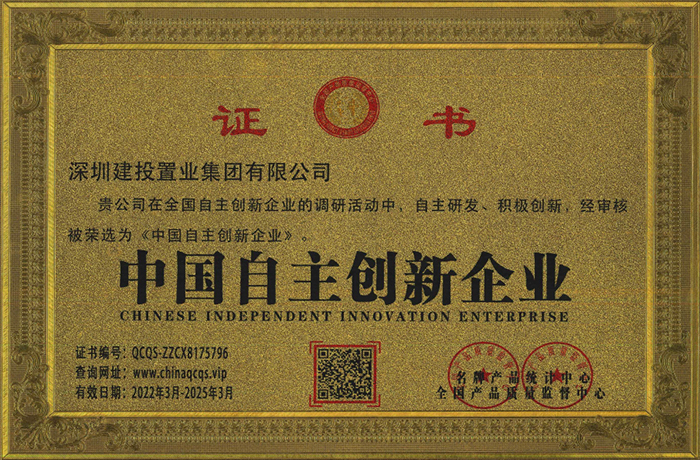 证 书
深圳建投置业集团有限公司
贵公司在全国自主创新企业的调研活动中，自主研发、积极创新，经审核
被荣选为《中国自主创新企业》。
中国自主创新企业
CHINESE INDEPENDENT INNOVATION ENTERPRISE
证书编号：QCQS-ZZCX8175796
查询网址：www.chinaqcqs.vip
有效日期：2022年3月-2025年3月
名牌产品统计中心
全国产品质量监督中心